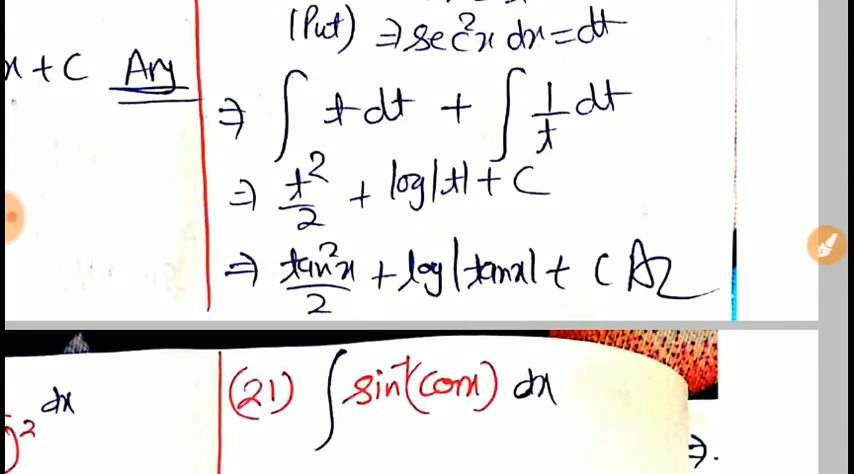 (Put) ⇒ sec²x dx = dt
x + C Ans
⇒ ∫ t dt + ∫ 1/t dt
⇒ t²/2 + log|t| + C
⇒ tan²x/2 + log|tanx| + C
dx
(21) ∫ sin⁻¹(cosx) dx
⇒.